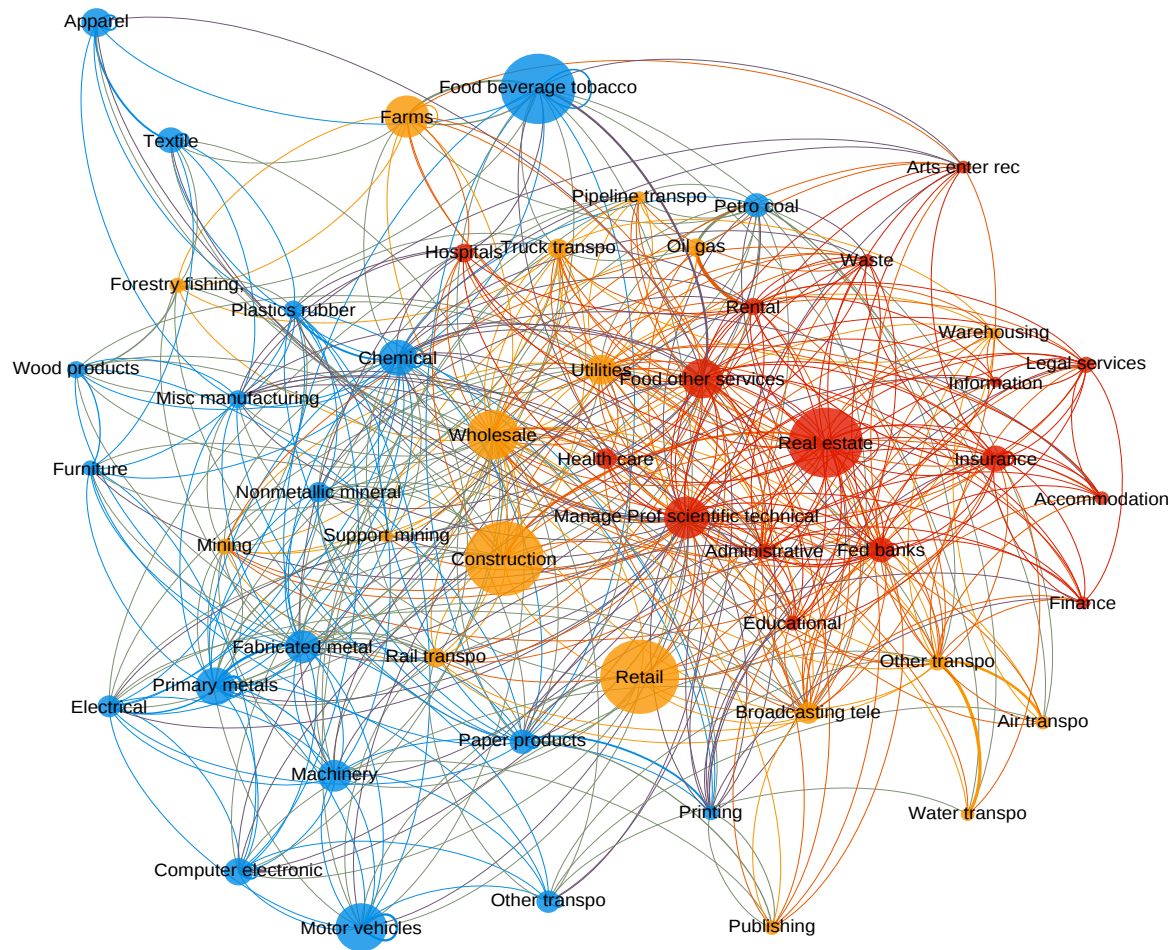 Apparel
Food beverage tobacco
Farms
Textile
Arts enter rec
Pipeline transpo
Petro coal
Hospitals
Truck transpo
Oil gas
Waste
Forestry fishing,
Plastics rubber
Rental
Warehousing
Chemical
Wood products
Utilities
Food other services
Legal services
Information
Misc manufacturing
Wholesale
Real estate
Health care
Insurance
Furniture
Nonmetallic mineral
Accommodation
Manage Prof scientific technical
Support mining
Mining
Construction
Administrative
Fed banks
Finance
Educational
Fabricated metal
Rail transpo
Other transpo
Retail
Primary metals
Electrical
Broadcasting tele
Air transpo
Paper products
Machinery
Printing
Water transpo
Computer electronic
Other transpo
Motor vehicles
Publishing